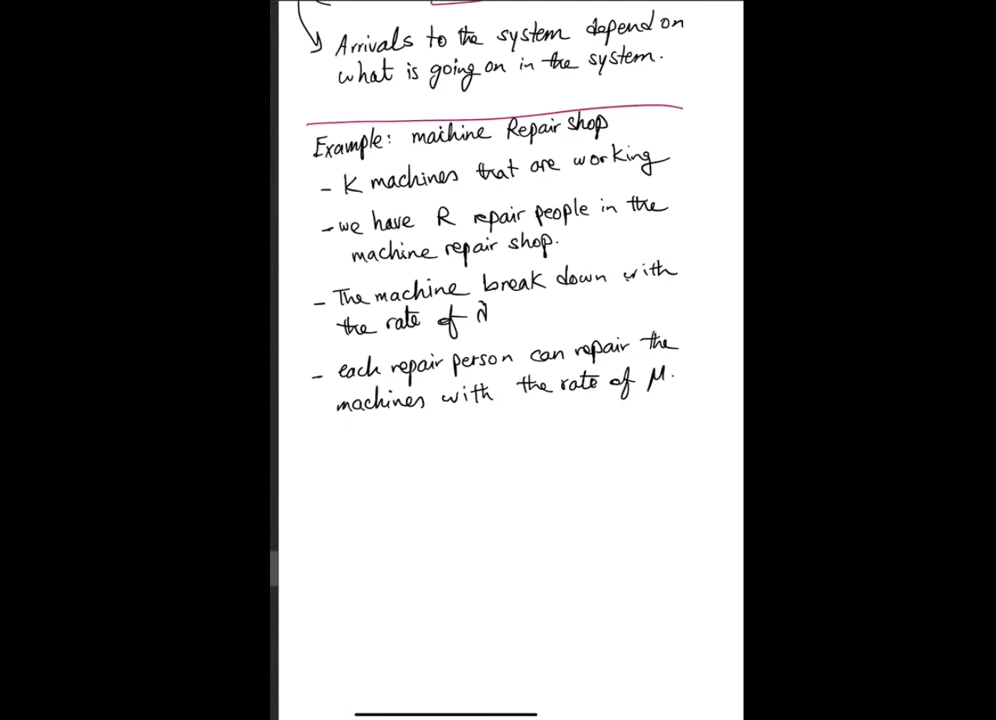 Arrivals to the system depend on
what is going on in the system.
Example: machine Repair shop
- K machines that are working
- we have R repair people in the
machine repair shop.
- The machine break down with
the rate of λ
- each repair person can repair the
machines with the rate of μ.